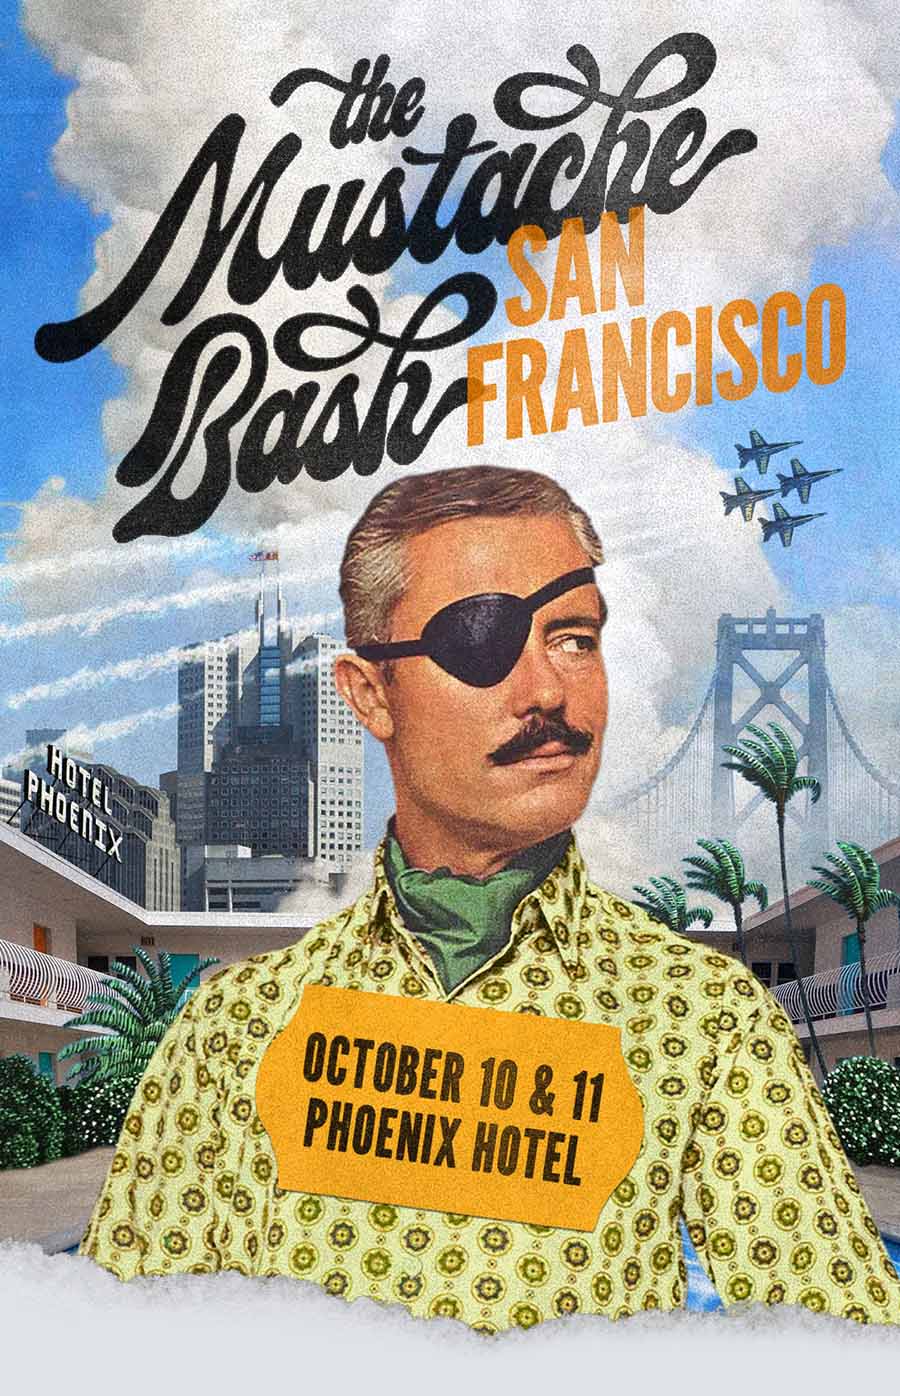 the
Mustache
Bash
SAN
FRANCISCO
HOTEL
PHOENIX
OCTOBER 10 & 11
PHOENIX HOTEL